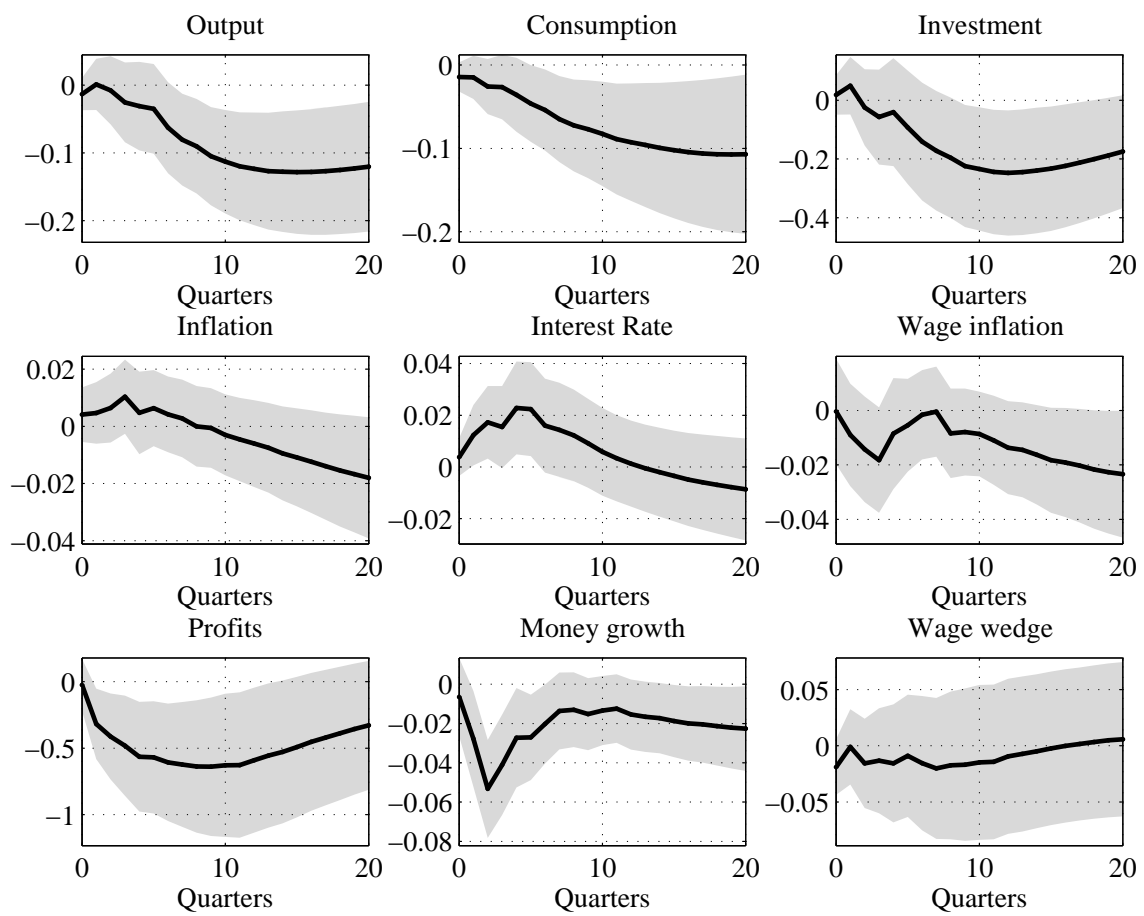 Output Consumption Investment
0 0 0
−0.1 −0.1 −0.2
−0.2 −0.2 −0.4
0 10 20 0 10 20 0 10 20
Quarters Quarters Quarters
Inflation Interest Rate Wage inflation
0.02 0.04
0 0.02 0
−0.02 0 −0.02
−0.04 −0.02 −0.04
0 10 20 0 10 20 0 10 20
Quarters Quarters Quarters
Profits Money growth Wage wedge
0 0 0.05
−0.5 −0.02 0
−1 −0.04 −0.05
−0.06
−0.08
0 10 20 0 10 20 0 10 20
Quarters Quarters Quarters